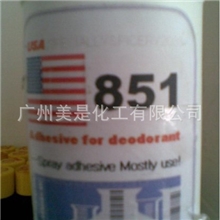 USA
851
广州美是化工有限公司
Adhesive for deodorant
Spray adhesive Mostly use!